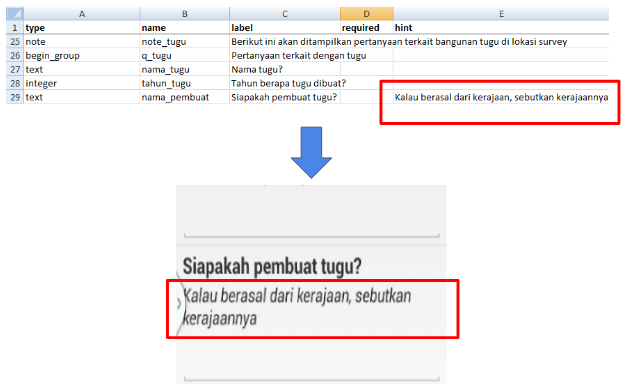 A B C D E
1 type name label required hint
25 note note_tugu Berikut ini akan ditampilkan pertanyaan terkait bangunan tugu di lokasi survey
26 begin_group q_tugu Pertanyaan terkait dengan tugu
27 text nama_tugu Nama tugu?
28 integer tahun_tugu Tahun berapa tugu dibuat?
29 text nama_pembuat Siapakah pembuat tugu? Kalau berasal dari kerajaan, sebutkan kerajaannya
Siapakah pembuat tugu?
Kalau berasal dari kerajaan, sebutkan
kerajaannya